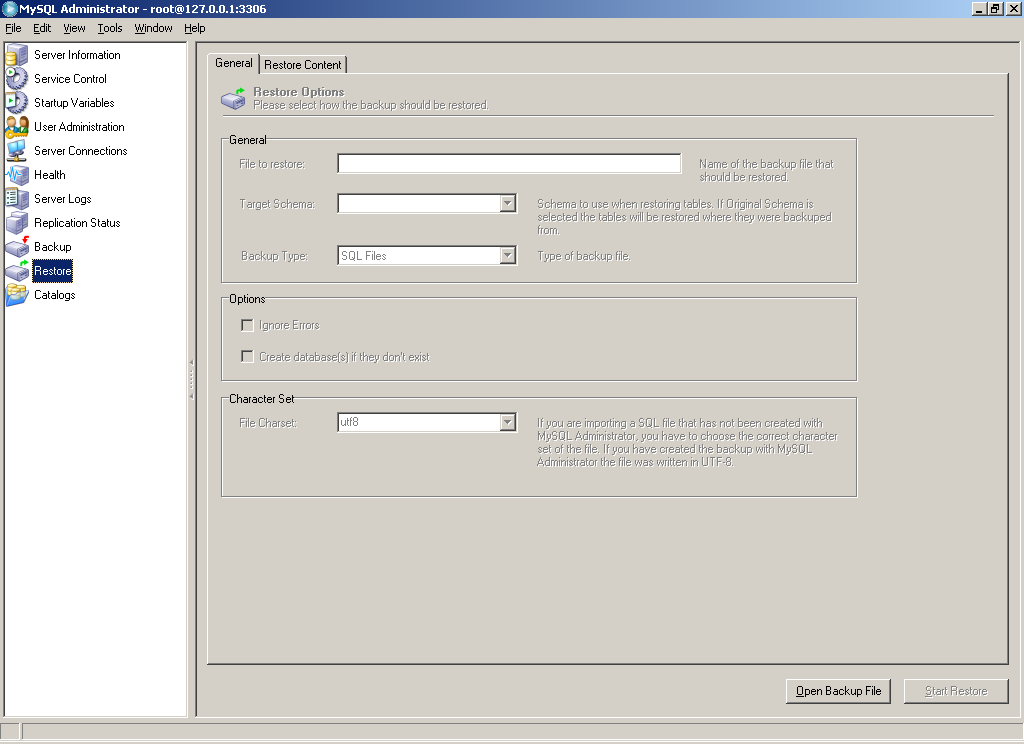 MySQL Administrator - root@127.0.0.1:3306
File Edit View Tools Window Help
Server Information
Service Control
Startup Variables
User Administration
Server Connections
Health
Server Logs
Replication Status
Backup
Restore
Catalogs
General Restore Content
Restore Options
Please select how the backup should be restored.
General
File to restore:
Name of the backup file that
should be restored.
Target Schema:
Schema to use when restoring tables. If Original Schema is
selected the tables will be restored where they were backuped
from.
Backup Type: SQL Files Type of backup file.
Options
Ignore Errors
Create database(s) if they don't exist
Character Set
File Charset: utf8
If you are importing a SQL file that has not been created with
MySQL Administrator, you have to choose the correct character
set of the file. If you have created the backup with MySQL
Administrator the file was written in UTF-8.
Open Backup File Start Restore